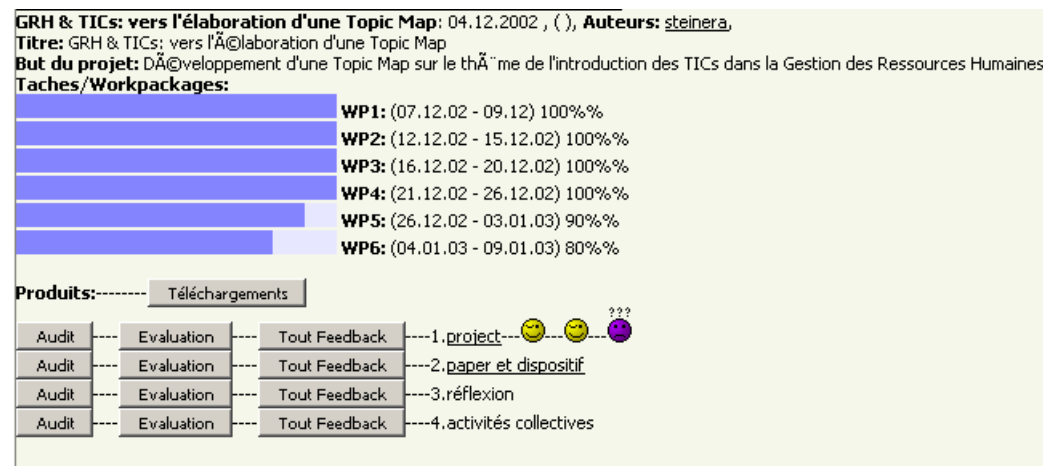 GRH & TICs: vers l'élaboration d'une Topic Map: 04.12.2002 , ( ), Auteurs: steinera,
Titre: GRH & TICs: vers l'Ã©laboration d'une Topic Map
But du projet: DÃ©veloppement d'une Topic Map sur le thÃ¨me de l'introduction des TICs dans la Gestion des Ressources Humaines
Taches/Workpackages:
WP1: (07.12.02 - 09.12) 100%%
WP2: (12.12.02 - 15.12.02) 100%%
WP3: (16.12.02 - 20.12.02) 100%%
WP4: (21.12.02 - 26.12.02) 100%%
WP5: (26.12.02 - 03.01.03) 90%%
WP6: (04.01.03 - 09.01.03) 80%%
Produits:-------- Téléchargements
???
Audit ---- Evaluation ---- Tout Feedback ----1.project--- --- ---
Audit ---- Evaluation ---- Tout Feedback ----2.paper et dispositif
Audit ---- Evaluation ---- Tout Feedback ----3.réflexion
Audit ---- Evaluation ---- Tout Feedback ----4.activités collectives